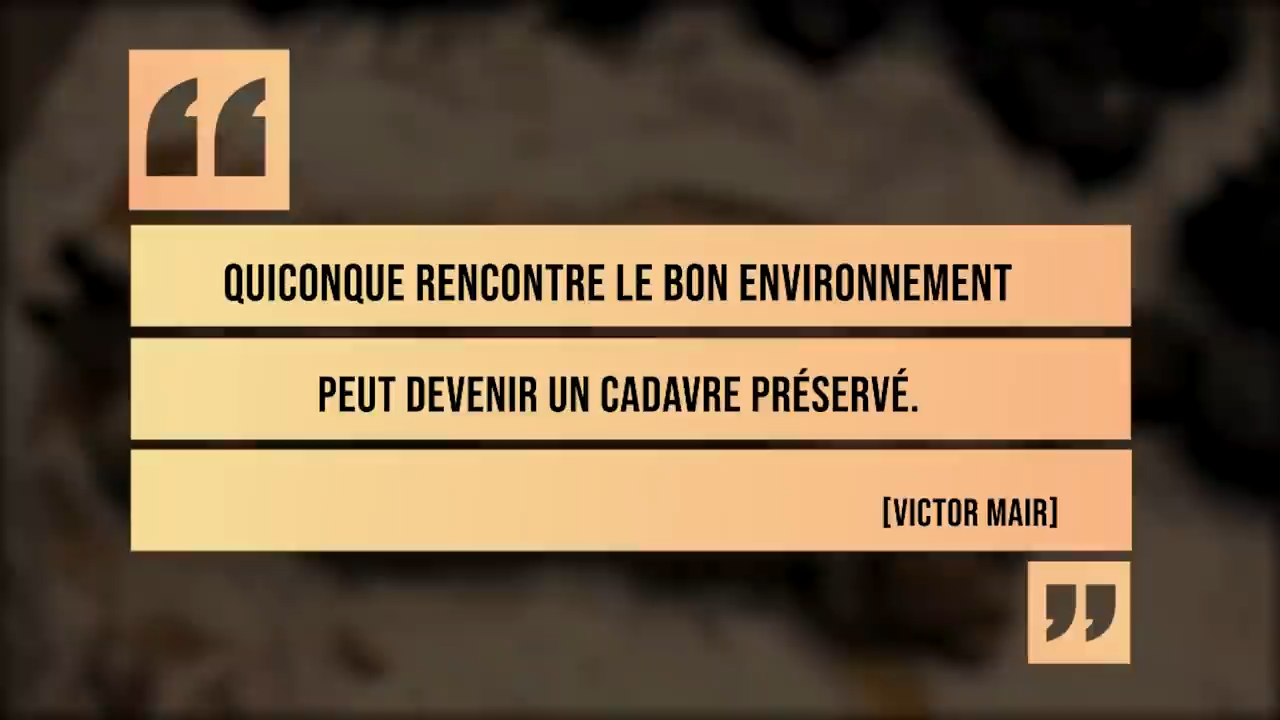 QUICONQUE RENCONTRE LE BON ENVIRONNEMENT
PEUT DEVENIR UN CADAVRE PRÉSERVÉ.
[VICTOR MAIR]